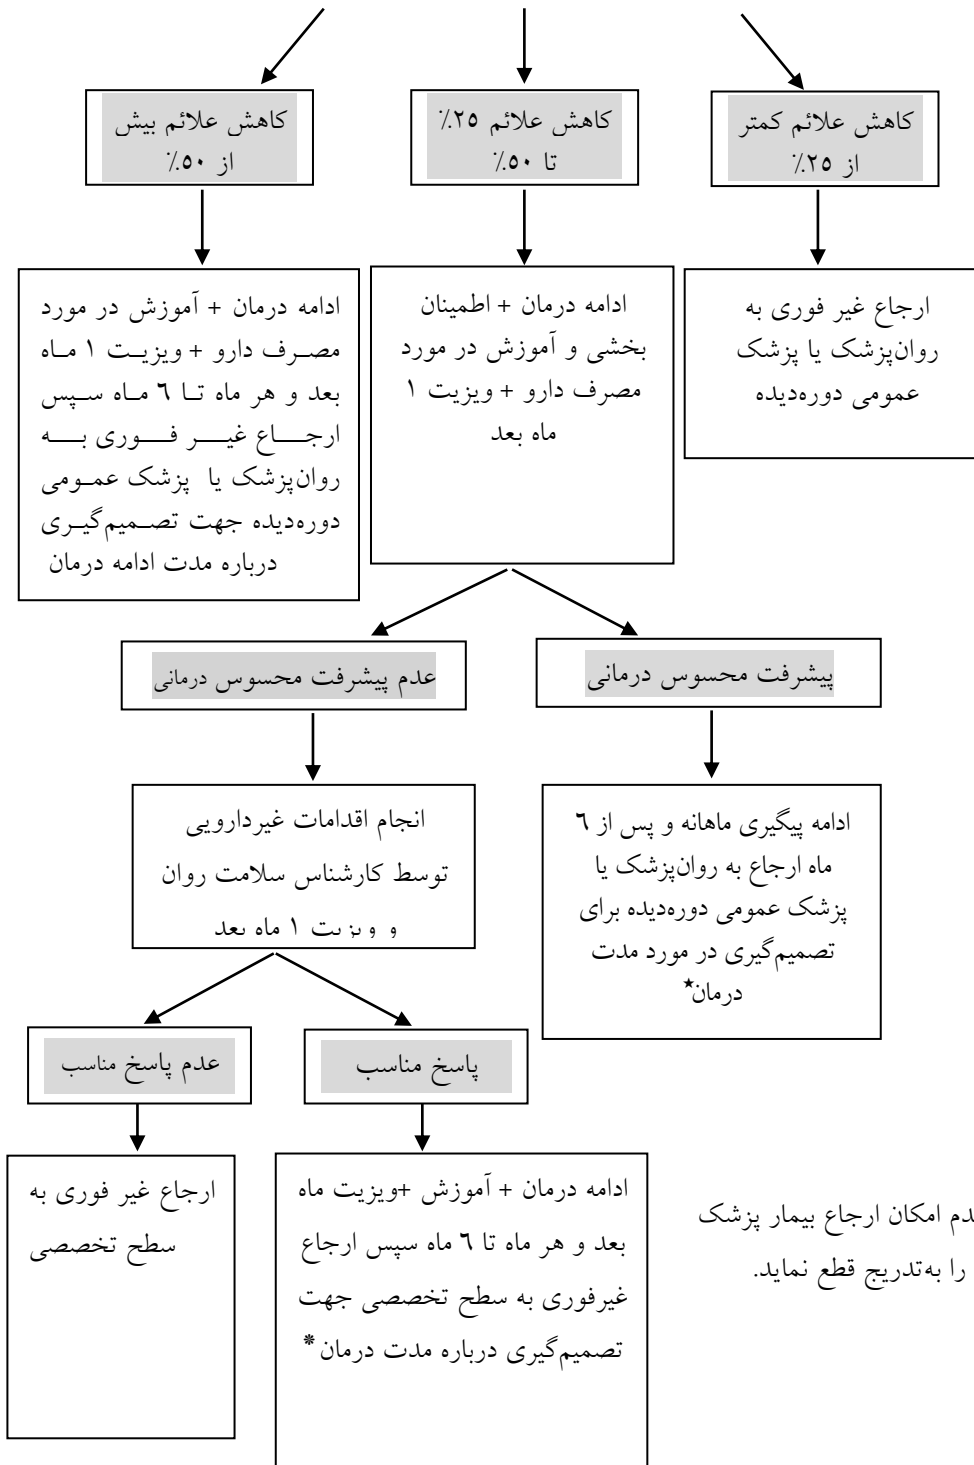 کاهش علائم کمتر
از ۲۵٪
کاهش علائم ۲۵٪
تا ۵۰٪
کاهش علائم بیش
از ۵۰٪
ارجاع غیر فوری به
روان‌پزشک یا پزشک
عمومی دوره‌دیده
ادامه درمان + اطمینان
بخشی و آموزش در مورد
مصرف دارو + ویزیت ۱
ماه بعد
ادامه درمان + آموزش در مورد
مصرف دارو + ویزیت ۱ ماه
بعد و هر ماه تا ٦ ماه سپس
ارجاع غیر فوری به
روان‌پزشک یا پزشک عمومی
دوره‌دیده جهت تصمیم‌گیری
درباره مدت ادامه درمان
پیشرفت محسوس درمانی
عدم پیشرفت محسوس درمانی
ادامه پیگیری ماهانه و پس از ٦
ماه ارجاع به روان‌پزشک یا
پزشک عمومی دوره‌دیده برای
تصمیم‌گیری در مورد مدت
درمان★
انجام اقدامات غیردارویی
توسط کارشناس سلامت روان
و ویزیت ۱ ماه بعد
پاسخ مناسب
عدم پاسخ مناسب
ادامه درمان + آموزش +ویزیت ماه
بعد و هر ماه تا ٦ ماه سپس ارجاع
غیرفوری به سطح تخصصی جهت
تصمیم‌گیری درباره مدت درمان*
ارجاع غیر فوری به
سطح تخصصی
امکان ارجاع بیمار پزشک
را به‌تدریج قطع نماید.